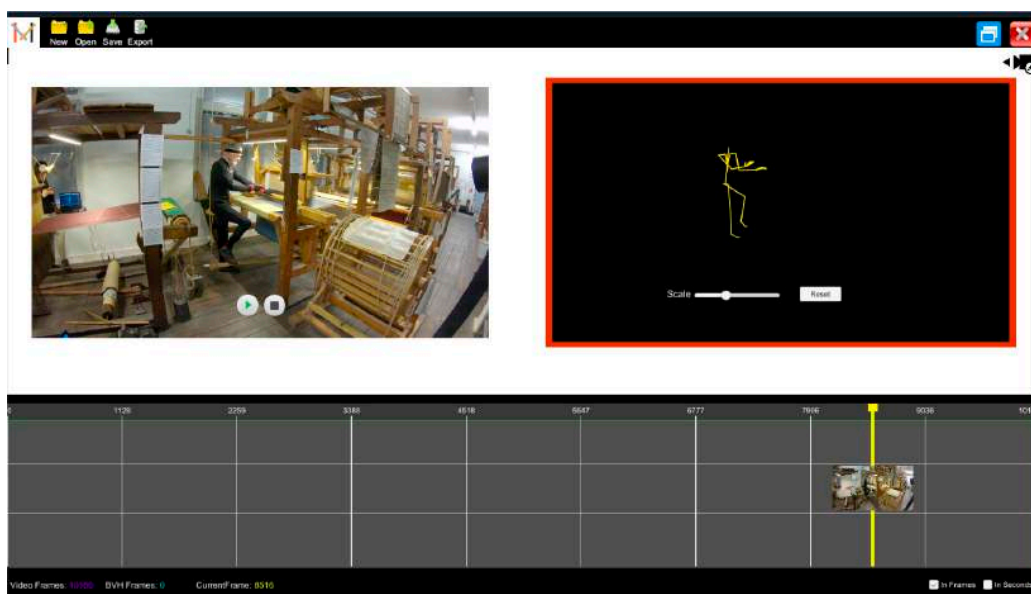 New Open Save Export
Scale
Reset
1129 2259 3388 4518 5647 6777 7906 9036
Video Frames: BVH Frames: 0 CurrentFrame: 8516
In Frames In Seconds